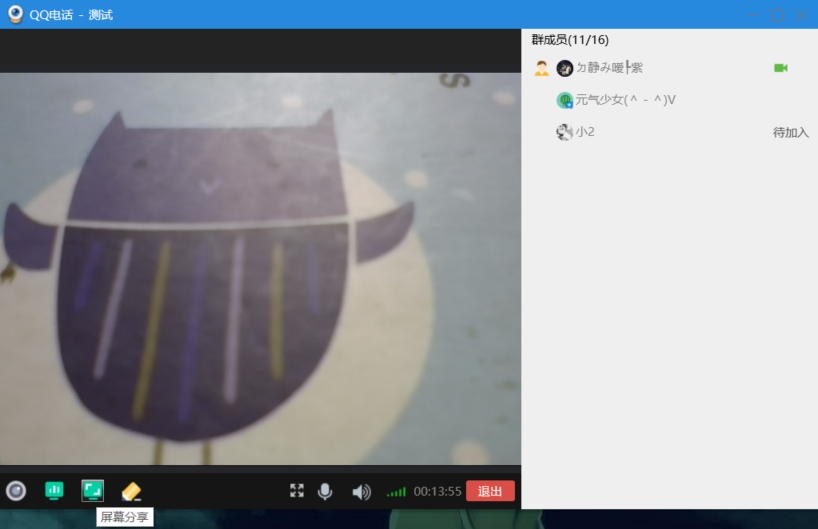 QQ电话 - 测试
群成员(11/16)
ㄌ静み暖┡紫
元气少女(＾－＾)V
小2 待加入
00:13:55 退出
屏幕分享